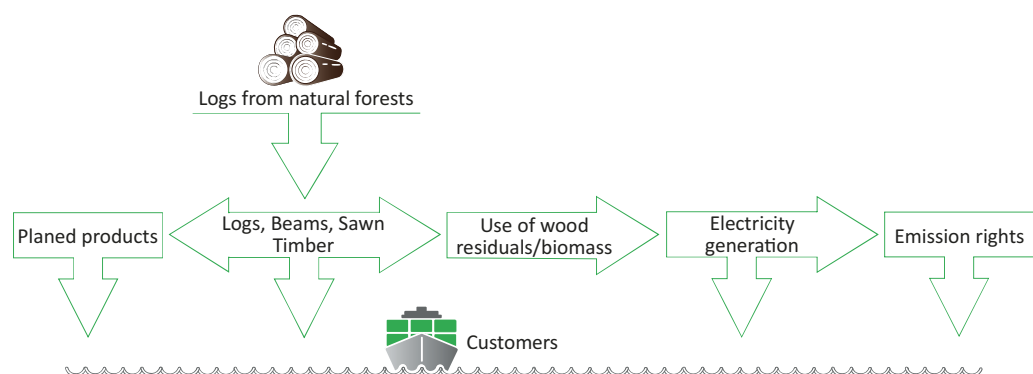 Logs from natural forests
Planed products
Logs, Beams, Sawn
Timber
Use of wood
residuals/biomass
Electricity
generation
Emission rights
Customers